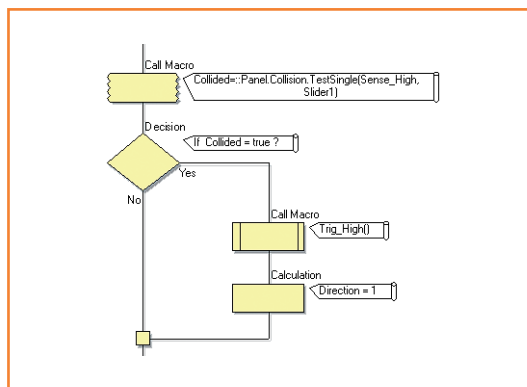 Call Macro
Collided=::Panel.Collision.TestSingle(Sense_High,
Slider1)
Decision
If Collided = true ?
Yes
No
Call Macro
Trig_High()
Calculation
Direction = 1